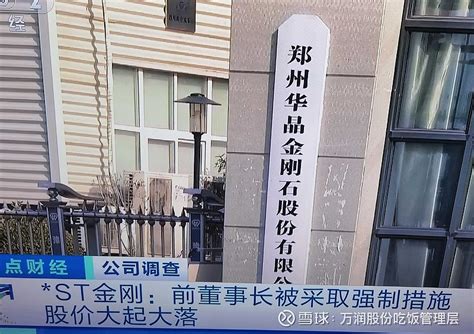 经
郑州华晶金刚石股份有限公
点财经 公司调查
*ST金刚：前董事长被采取强制措施
股价大起大落
雪球：万润股份吃饭管理层